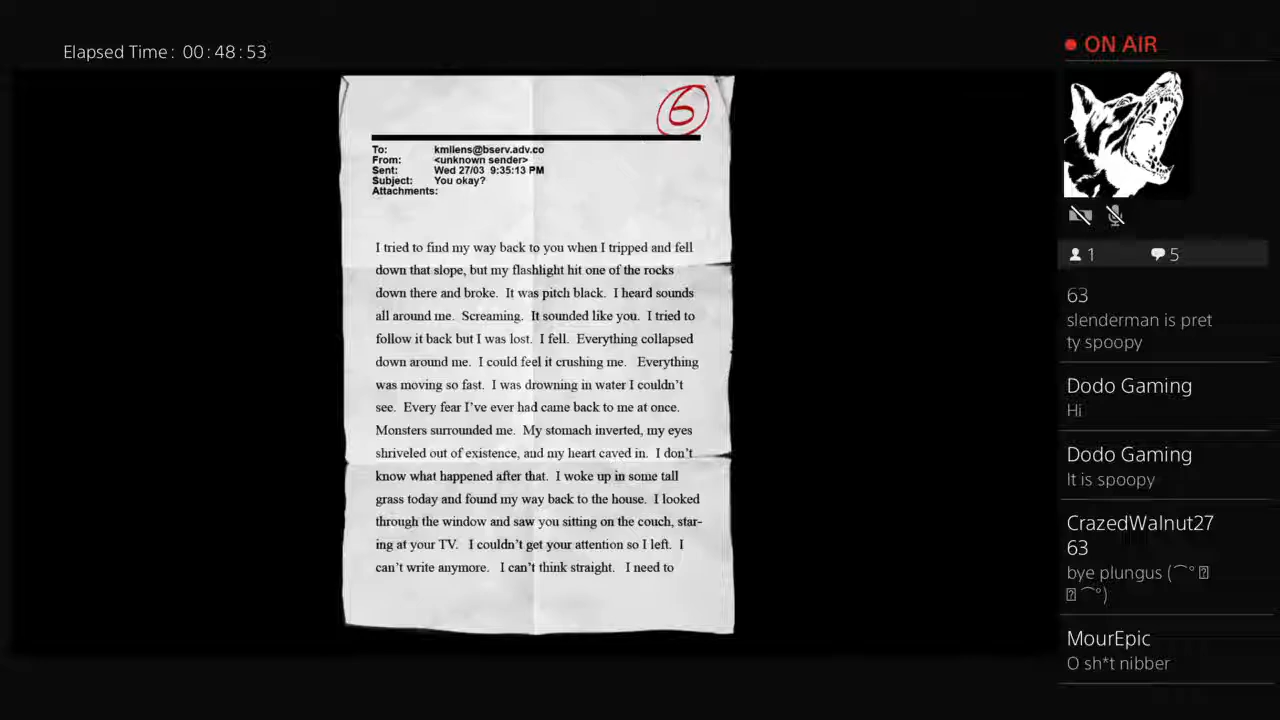 Elapsed Time: 00:48:53
ON AIR
6
To: kmilens@bserv.adv.co
From: <unknown sender>
Sent: Wed 27/03 9:35:13 PM
Subject: You okay?
Attachments:
I tried to find my way back to you when I tripped and fell
down that slope, but my flashlight hit one of the rocks
down there and broke. It was pitch black. I heard sounds
all around me. Screaming. It sounded like you. I tried to
follow it back but I was lost. I fell. Everything collapsed
down around me. I could feel it crushing me. Everything
was moving so fast. I was drowning in water I couldn't
see. Every fear I've ever had came back to me at once.
Monsters surrounded me. My stomach inverted, my eyes
shriveled out of existence, and my heart caved in. I don't
know what happened after that. I woke up in some tall
grass today and found my way back to the house. I looked
through the window and saw you sitting on the couch, star-
ing at your TV. I couldn't get your attention so I left. I
can't write anymore. I can't think straight. I need to
1 5
63
slenderman is pret
ty spoopy
Dodo Gaming
Hi
Dodo Gaming
It is spoopy
CrazedWalnut27
63
bye plungus (⁀°
⁀°)
MourEpic
O sh*t nibber